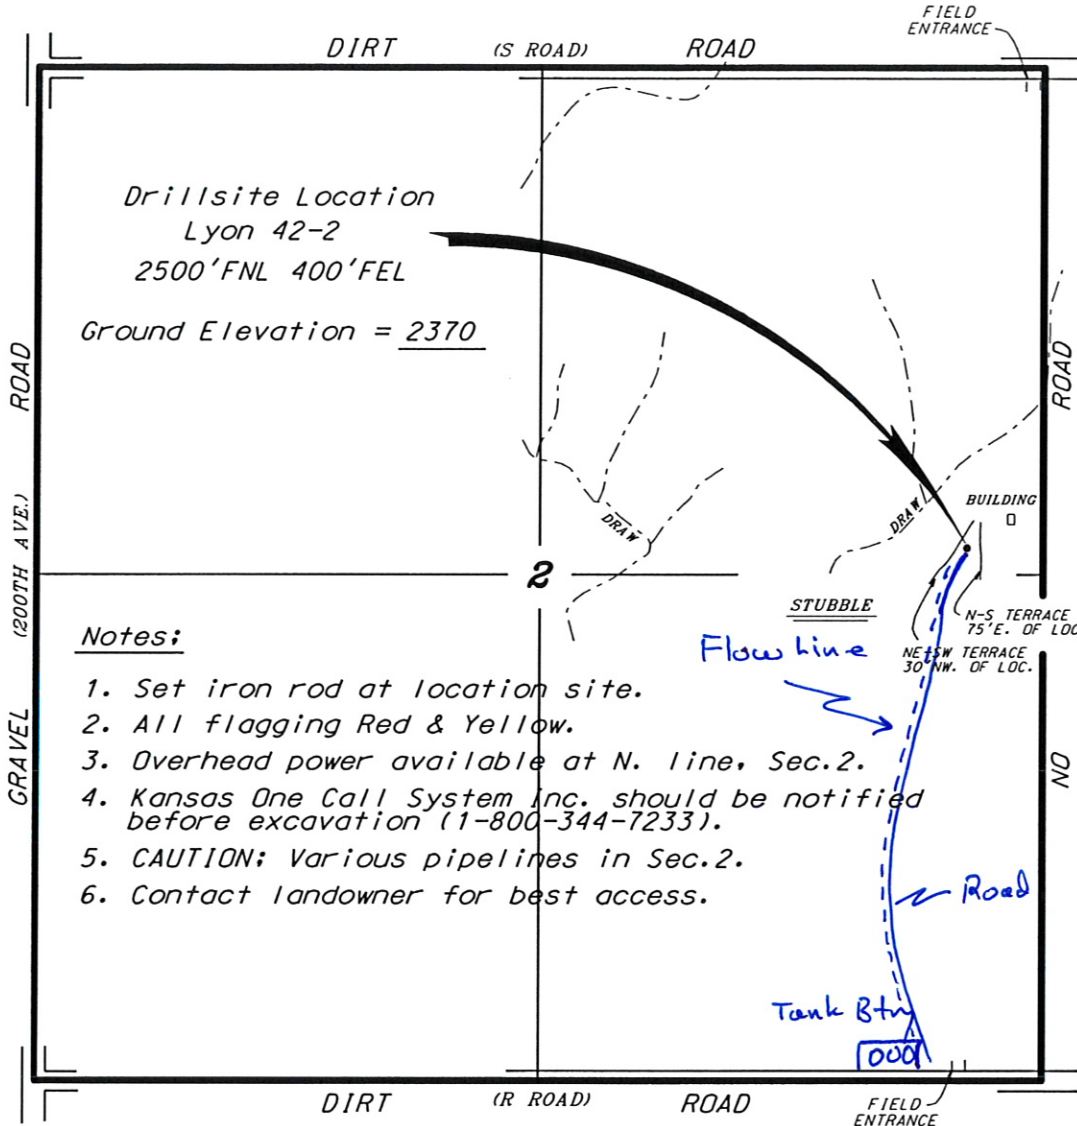 FIELD
ENTRANCE
DIRT (S ROAD) ROAD
Drillsite Location
Lyon 42-2
2500'FNL 400'FEL
Ground Elevation = 2370
GRAVEL (200TH AVE.) ROAD
NO ROAD
DRAW
DRAW
BUILDING
2
STUBBLE
N-S TERRACE
75'E. OF LOC
NE-SW TERRACE
30 NW. OF LOC.
Flow Line
Notes:
1. Set iron rod at location site.
2. All flagging Red & Yellow.
3. Overhead power available at N. line, Sec.2.
4. Kansas One Call System Inc. should be notified
before excavation (1-800-344-7233).
5. CAUTION: Various pipelines in Sec.2.
6. Contact landowner for best access.
Road
Tank Btry
000
DIRT (R ROAD) ROAD
FIELD
ENTRANCE